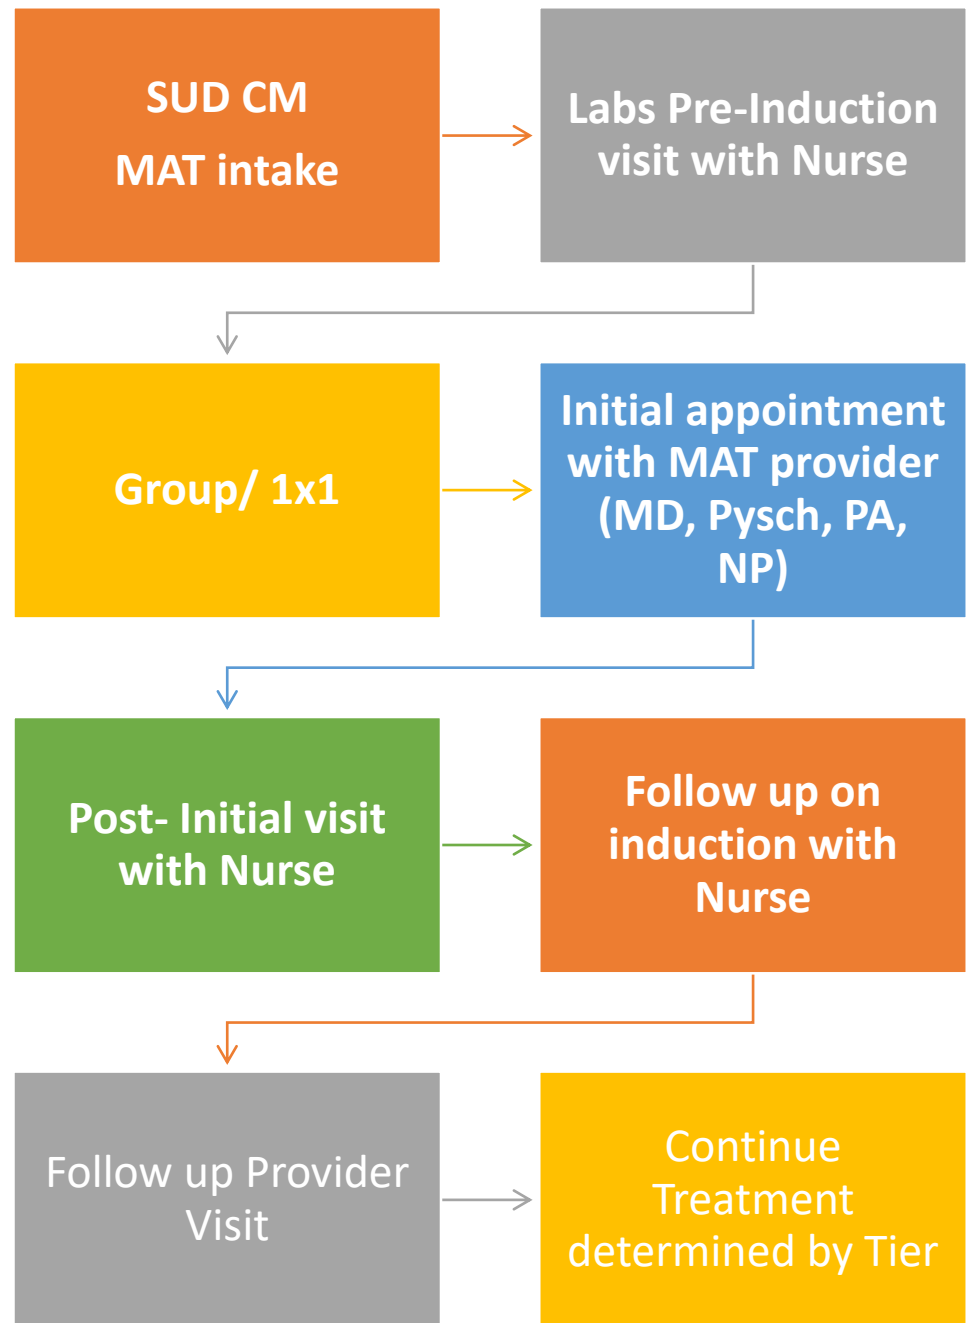 SUD CM
MAT intake
Labs Pre-Induction
visit with Nurse
Group/ 1x1
Initial appointment
with MAT provider
(MD, Pysch, PA,
NP)
Post- Initial visit
with Nurse
Follow up on
induction with
Nurse
Follow up Provider
Visit
Continue
Treatment
determined by Tier